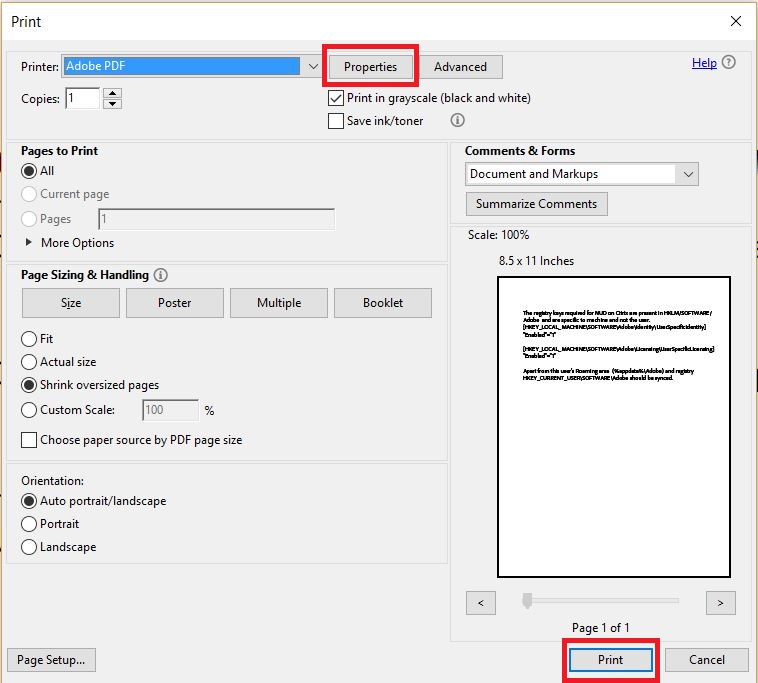 Print
Printer: Adobe PDF Properties Advanced Help
Copies: 1 Print in grayscale (black and white)
Save ink/toner
Pages to Print
All
Current page
Pages 1
More Options
Page Sizing & Handling
Size Poster Multiple Booklet
Fit
Actual size
Shrink oversized pages
Custom Scale: 100 %
Choose paper source by PDF page size
Orientation:
Auto portrait/landscape
Portrait
Landscape
Comments & Forms
Document and Markups
Summarize Comments
Scale: 100%
8.5 x 11 Inches
The registry keys required for NUD on Citrix are present in HKLM/SOFTWARE/
Adobe and are specific to machine and not the user.
[HKEY_LOCAL_MACHINE\SOFTWARE\Adobe\Identity\UserSpecificIdentity]
"Enabled"="1"
[HKEY_LOCAL_MACHINE\SOFTWARE\Adobe\Licensing\UserSpecificLicensing]
"Enabled"="1"
Apart from this user's Roaming area (%appdata%\Adobe) and registry
HKEY_CURRENT_USER\SOFTWARE\Adobe should be synced.
< >
Page 1 of 1
Page Setup... Print Cancel